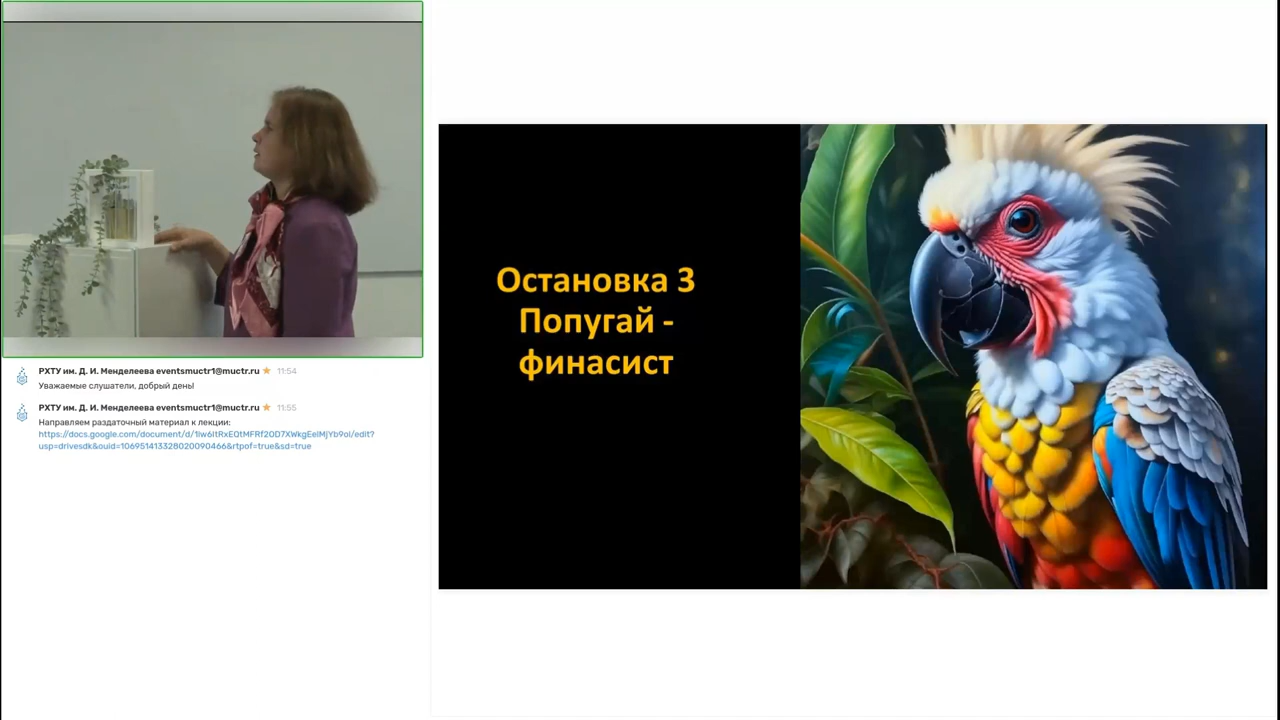 РХТУ им. Д. И. Менделеева eventsmuctr1@muctr.ru 11:54
Уважаемые слушатели, добрый день!
РХТУ им. Д. И. Менделеева eventsmuctr1@muctr.ru 11:55
Направляем раздаточный материал к лекции:
https://docs.google.com/document/d/1lw6ItRxEQtMFRf20D7XWkgEelMjYb9ol/edit?
usp=drivesdk&ouid=106951413328020090466&rtpof=true&sd=true
Остановка 3
Попугай -
финасист